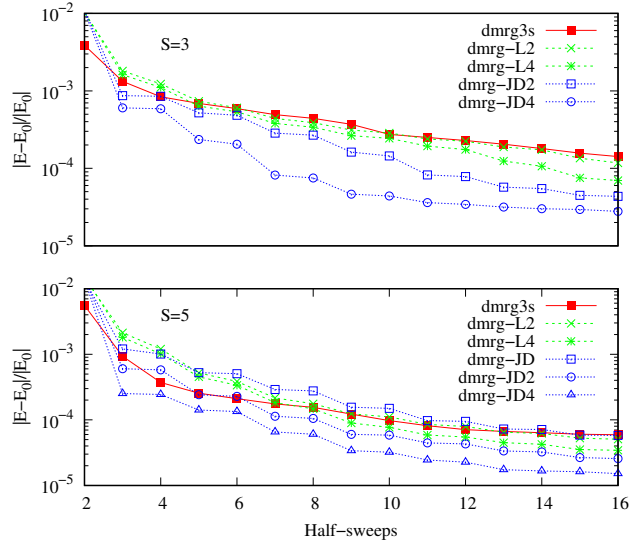 10⁻²
10⁻³
10⁻⁴
10⁻⁵
|E−E₀|/|E₀|
S=3
dmrg3s
dmrg−L2
dmrg−L4
dmrg−JD2
dmrg−JD4
10⁻²
10⁻³
10⁻⁴
10⁻⁵
|E−E₀|/|E₀|
S=5
dmrg3s
dmrg−L2
dmrg−L4
dmrg−JD
dmrg−JD2
dmrg−JD4
2 4 6 8 10 12 14 16
Half−sweeps